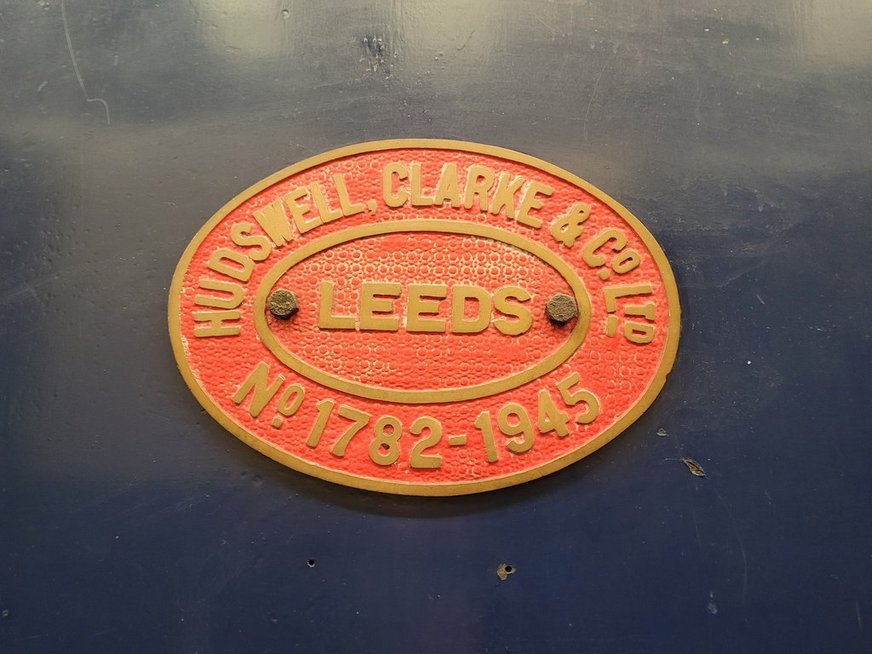 HUDSWELL, CLARKE & Cº. LTD
LEEDS
Nº 1782-1945